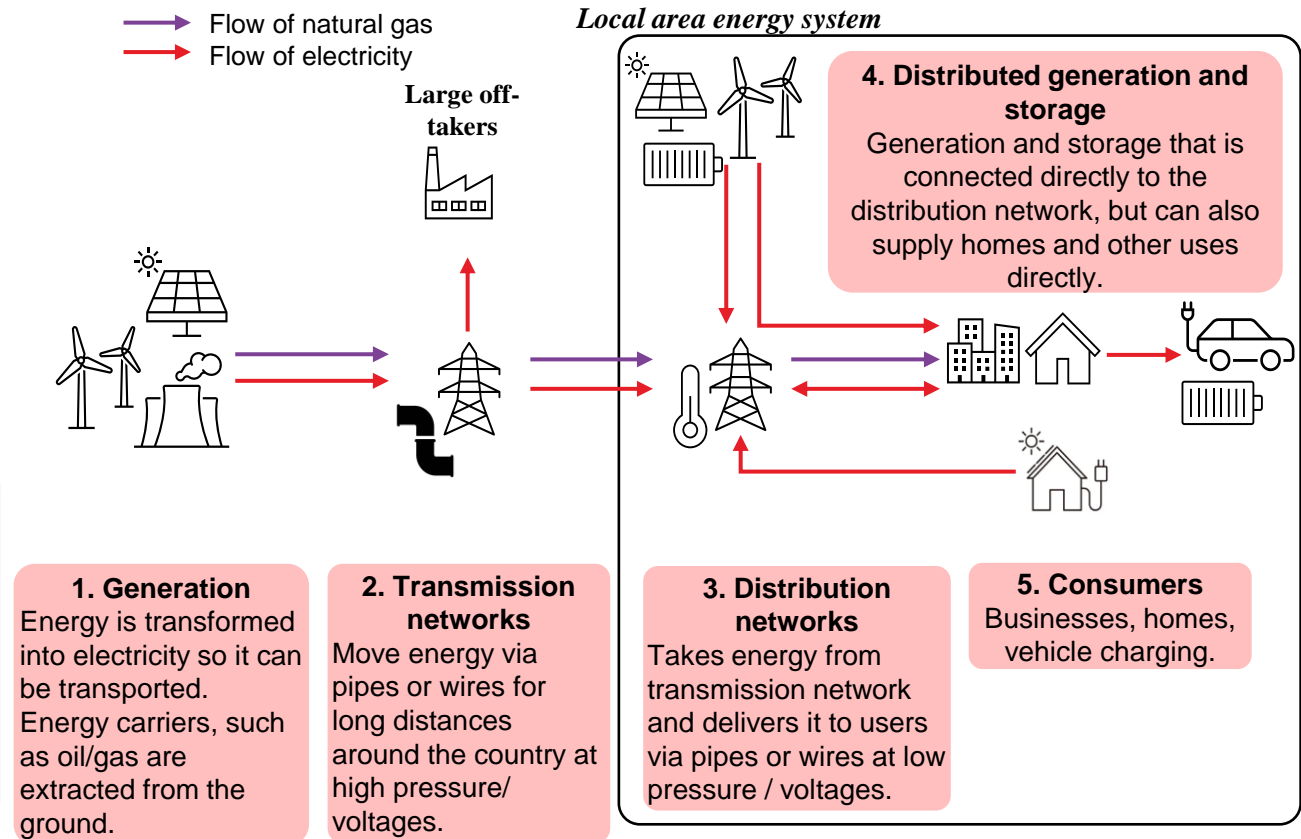 Flow of natural gas
Flow of electricity
Local area energy system
Large off-
takers
4. Distributed generation and
storage
Generation and storage that is
connected directly to the
distribution network, but can also
supply homes and other uses
directly.
1. Generation
Energy is transformed
into electricity so it can
be transported.
Energy carriers, such
as oil/gas are
extracted from the
ground.
2. Transmission
networks
Move energy via
pipes or wires for
long distances
around the country at
high pressure/
voltages.
3. Distribution
networks
Takes energy from
transmission network
and delivers it to users
via pipes or wires at low
pressure / voltages.
5. Consumers
Businesses, homes,
vehicle charging.